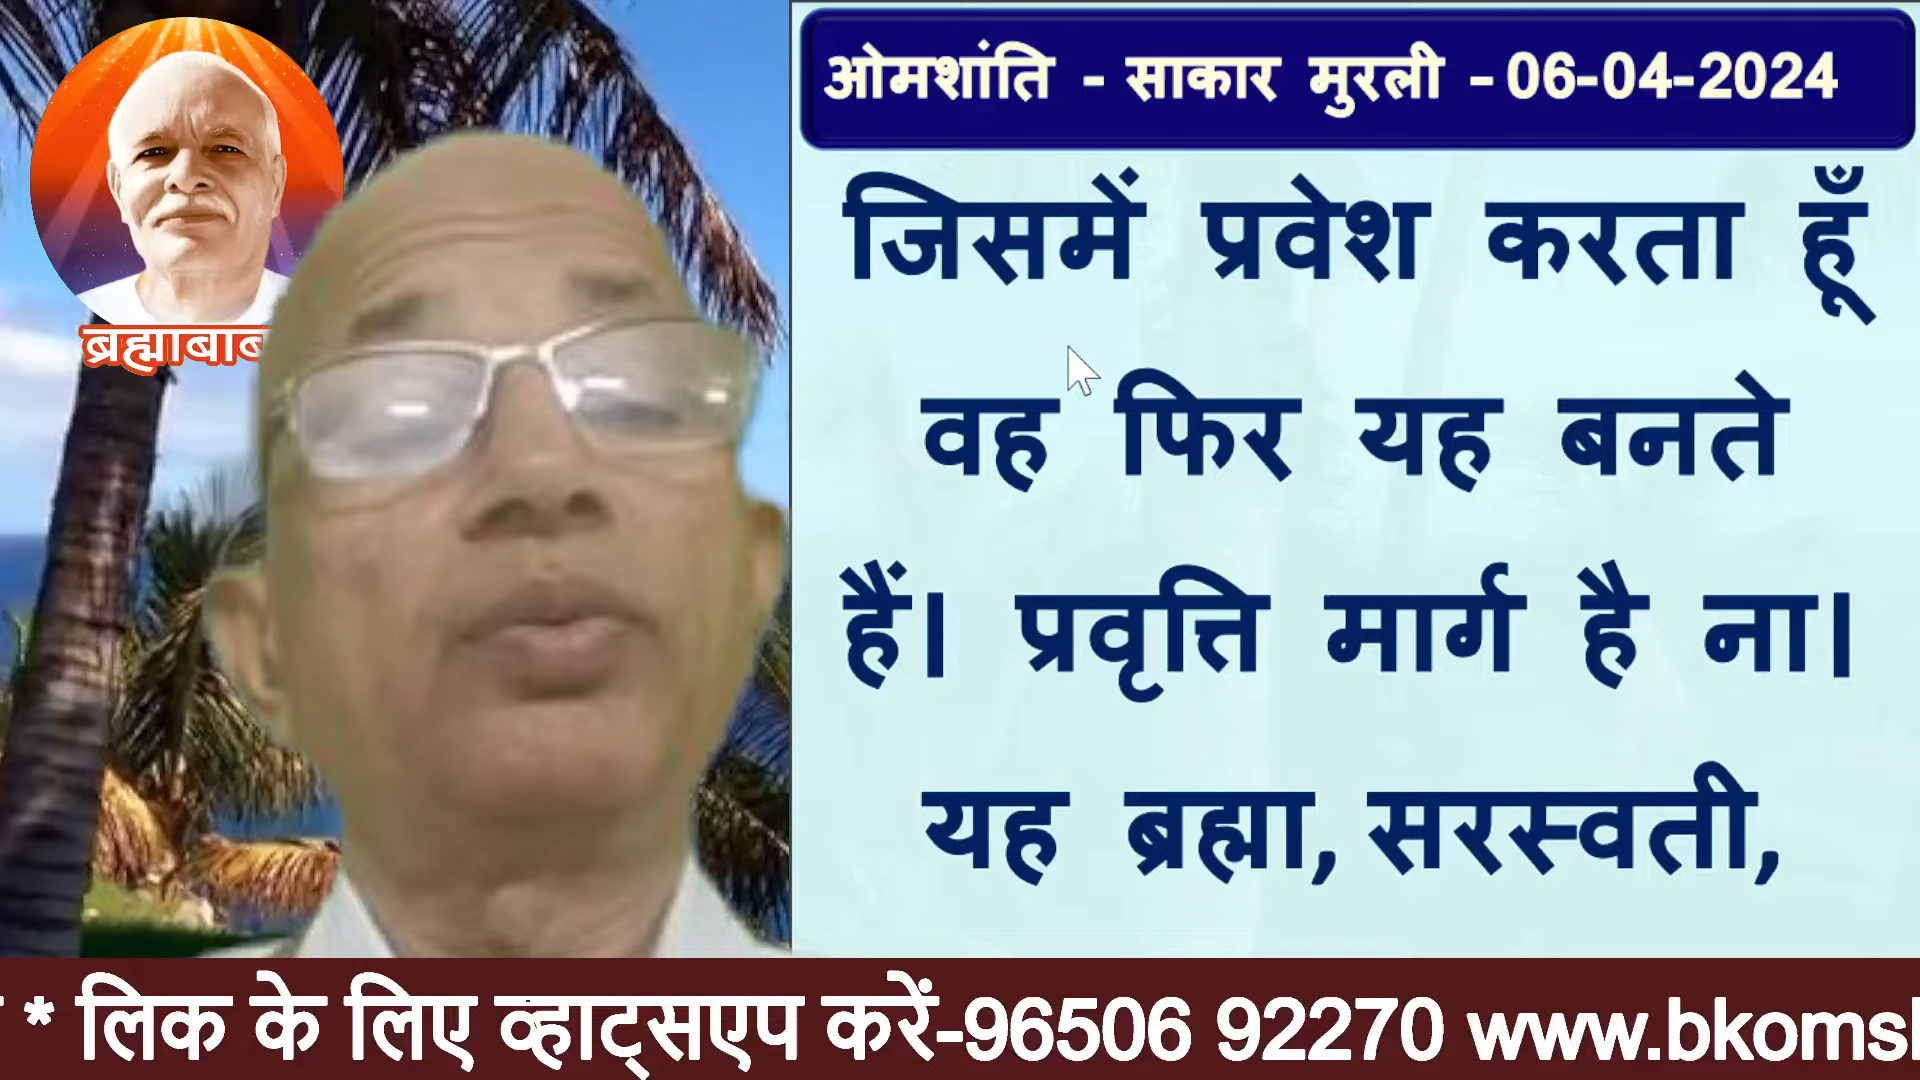 ओमशांति - साकार मुरली - 06-04-2024
जिसमें प्रवेश करता हूँ
वह फिर यह बनते
हैं। प्रवृत्ति मार्ग है ना।
यह ब्रह्मा, सरस्वती,
ब्रह्माबाब
* लिक के लिए व्हाट्सएप करें-96506 92270 www.bkoms